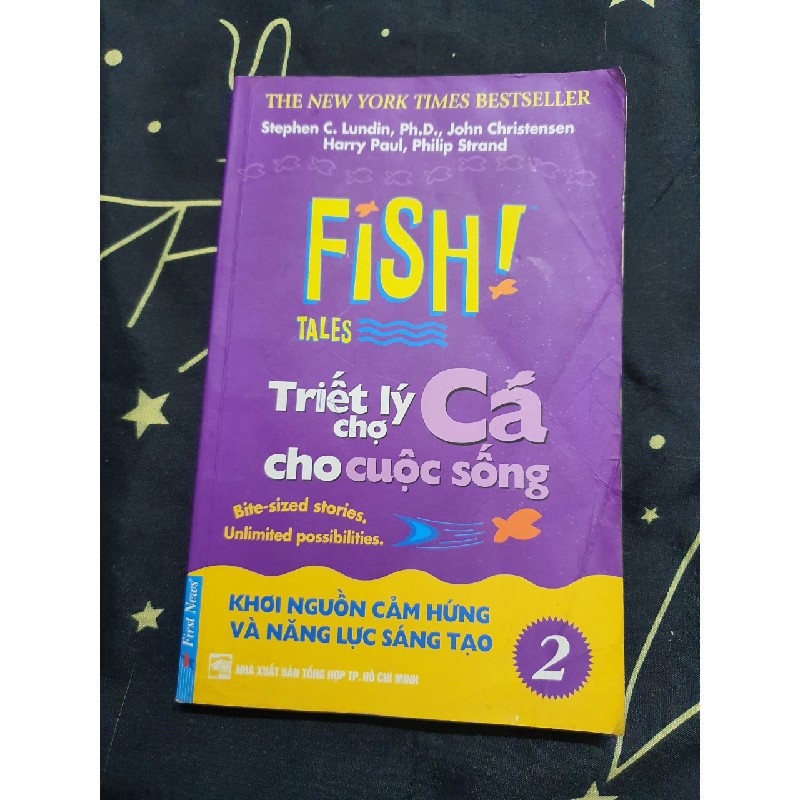 THE NEW YORK TIMES BESTSELLER
Stephen C. Lundin, Ph.D., John Christensen
Harry Paul, Philip Strand
FiSH!
TALES
Triết lý chợ Cá
cho cuộc sống
Bite-sized stories.
Unlimited possibilities.
First News
KHƠI NGUỒN CẢM HỨNG
VÀ NĂNG LỰC SÁNG TẠO
2
NHÀ XUẤT BẢN TỔNG HỢP TP. HỒ CHÍ MINH